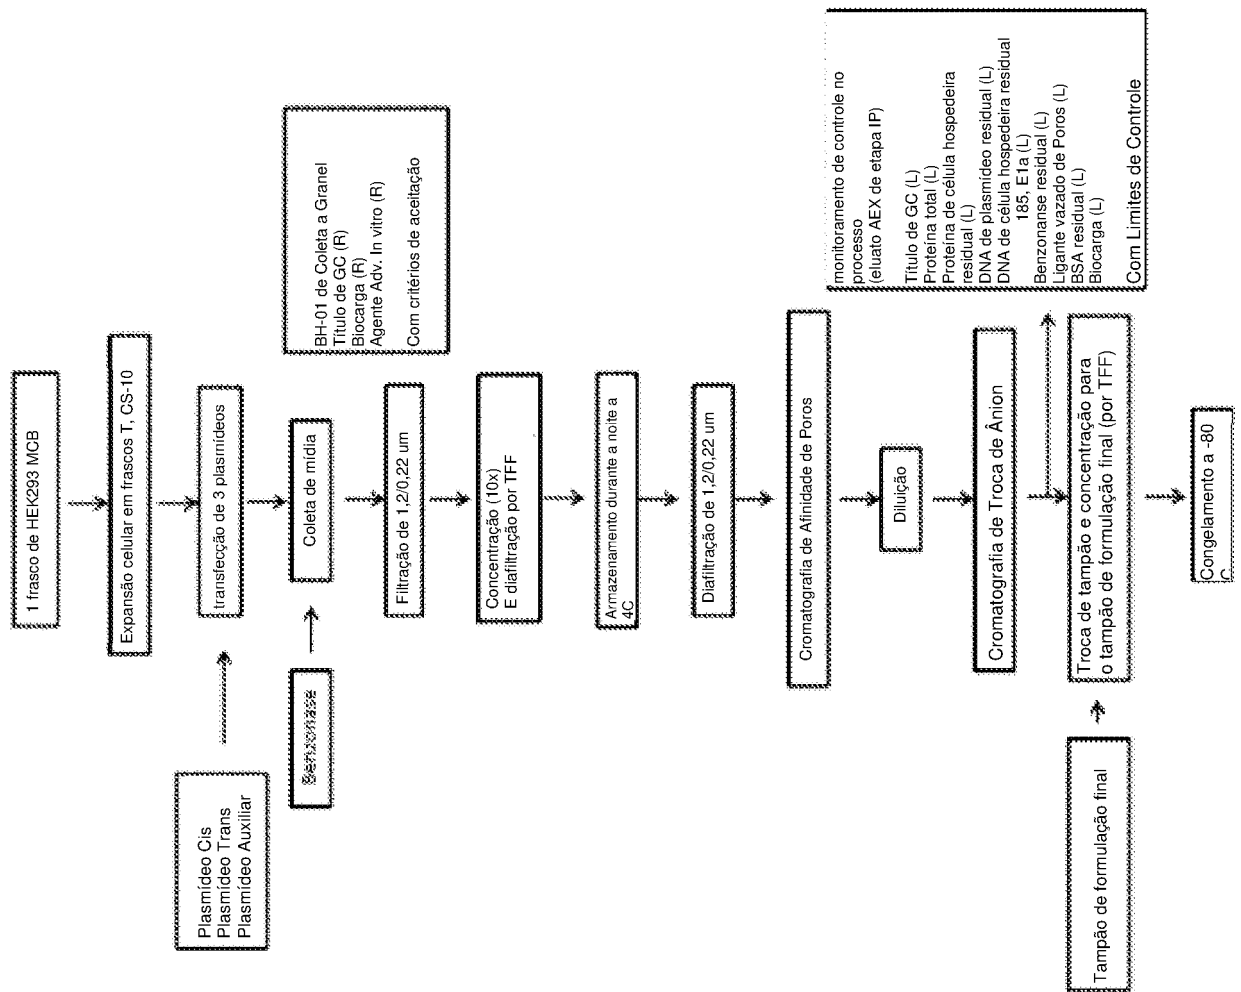 1 frasco de HEK293 MCB
Expansão celular em frascos T, CS-10
Plasmídeo Cis
Plasmídeo Trans
Plasmídeo Auxiliar
transfecção de 3 plasmídeos
Benzonase
Coleta de mídia
BH-01 de Coleta a Granel
Título de GC (R)
Biocarga (R)
Agente Adv. In vitro (R)
Com critérios de aceitação
Filtração de 1,2/0,22 um
Concentração (10x)
E diafiltração por TFF
Armazenamento durante a noite a
4C
Diafiltração de 1,2/0,22 um
Cromatografia de Afinidade de Poros
Diluição
Cromatografia de Troca de Ânion
monitoramento de controle no
processo
(eluato AEX de etapa IP)
Título de GC (L)
Proteína total (L)
Proteína de célula hospedeira
residual (L)
DNA de plasmídeo residual (L)
DNA de célula hospedeira residual
185, E1a (L)
Benzonanse residual (L)
Ligante vazado de Poros (L)
BSA residual (L)
Biocarga (L)
Com Limites de Controle
Tampão de formulação final
Troca de tampão e concentração para
o tampão de formulação final (por TFF)
Congelamento a -80
C